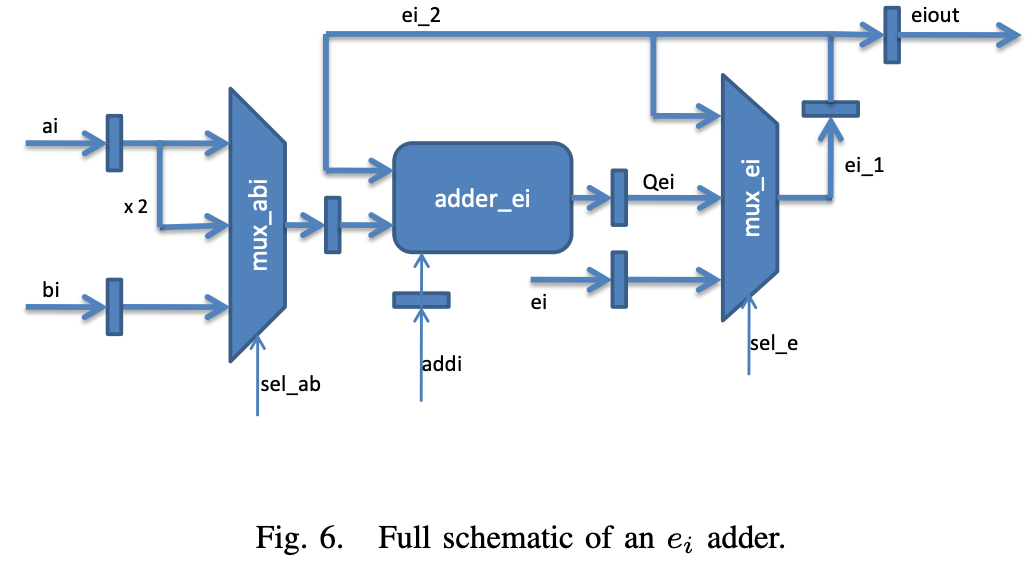 ei_2
eiout
ai
x 2
mux_abi
bi
sel_ab
adder_ei
addi
Qei
ei
mux_ei
ei_1
sel_e
Fig. 6. Full schematic of an eᵢ adder.